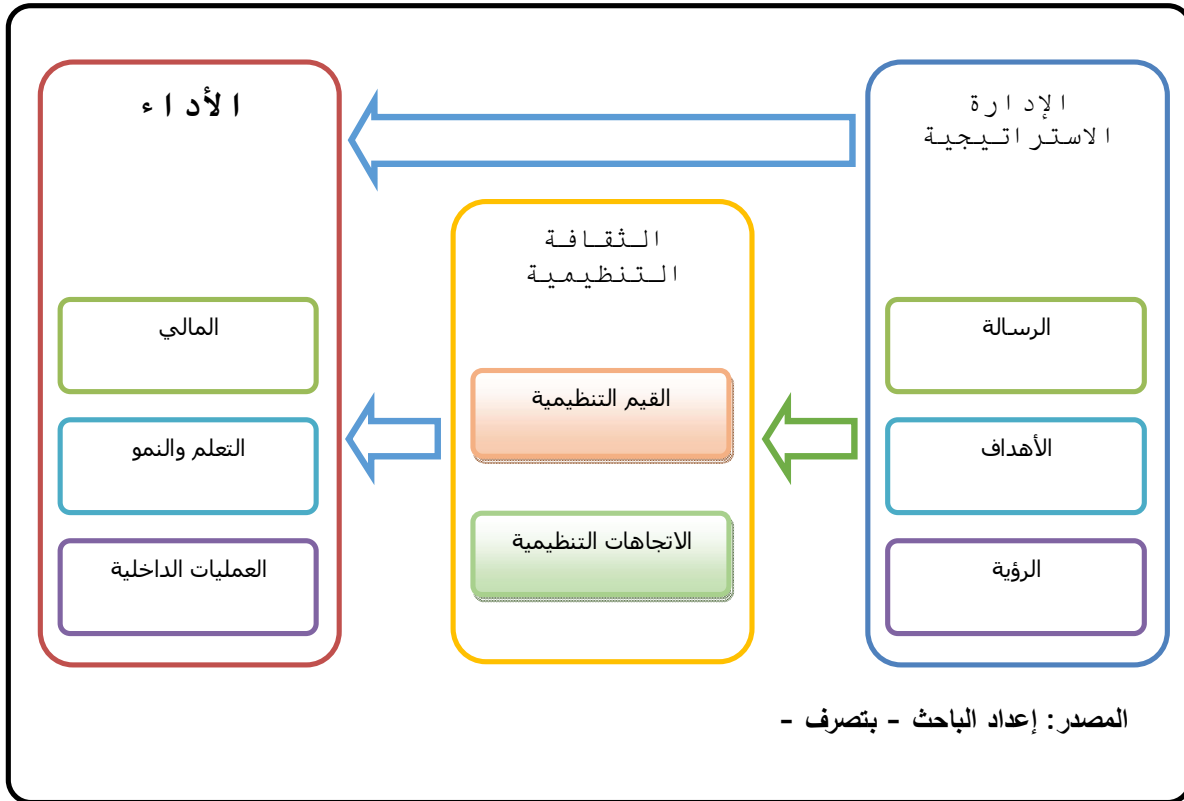 الإدارة
الاستراتيجية
الرسالة
الأهداف
الرؤية
الثقافة
التنظيمية
القيم التنظيمية
الاتجاهات التنظيمية
الأداء
المالي
التعلم والنمو
العمليات الداخلية
المصدر: إعداد الباحث - بتصرف -